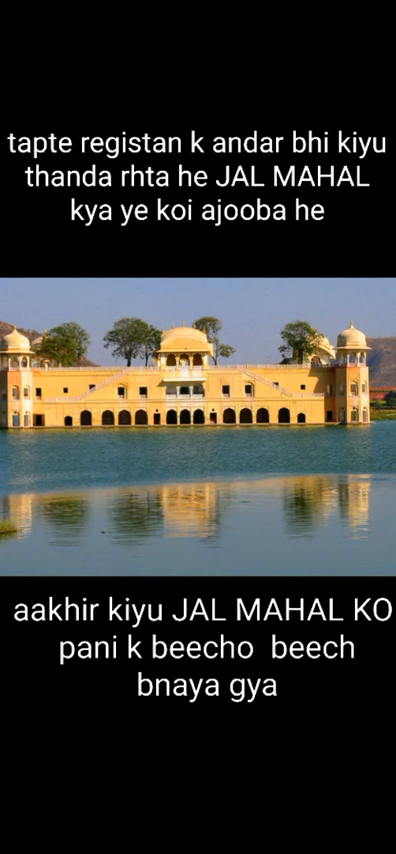 tapte registan k andar bhi kiyu
thanda rhta he JAL MAHAL
kya ye koi ajooba he
aakhir kiyu JAL MAHAL KO
pani k beecho beech
bnaya gya